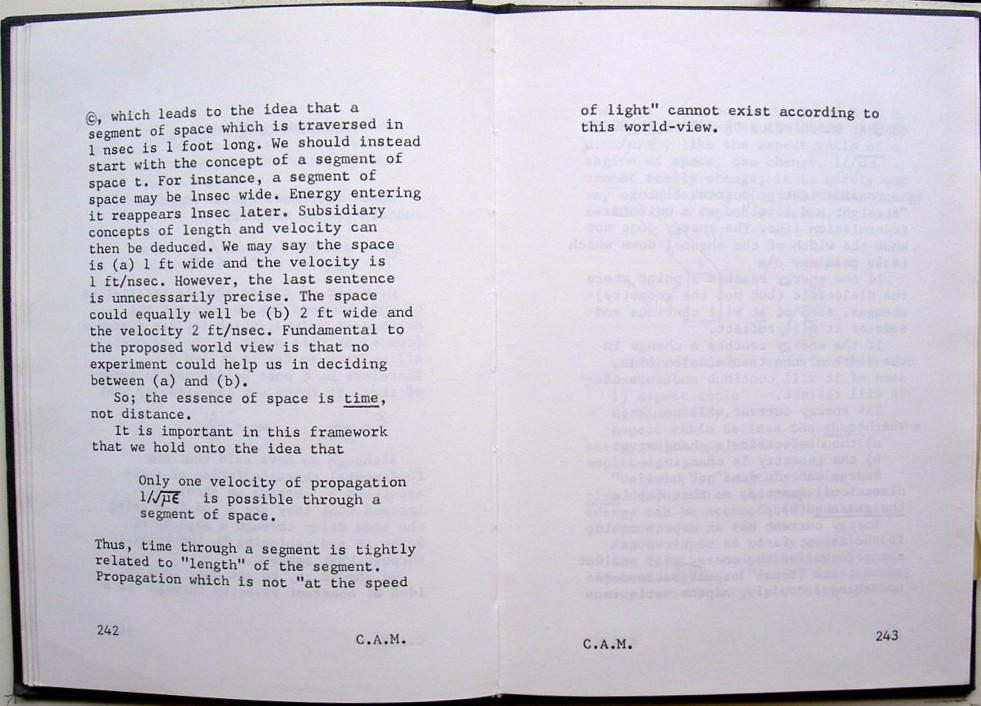 ©, which leads to the idea that a
segment of space which is traversed in
1 nsec is 1 foot long. We should instead
start with the concept of a segment of
space t. For instance, a segment of
space may be 1nsec wide. Energy entering
it reappears 1nsec later. Subsidiary
concepts of length and velocity can
then be deduced. We may say the space
is (a) 1 ft wide and the velocity is
1 ft/nsec. However, the last sentence
is unnecessarily precise. The space
could equally well be (b) 2 ft wide and
the velocity 2 ft/nsec. Fundamental to
the proposed world view is that no
experiment could help us in deciding
between (a) and (b).
So; the essence of space is time,
not distance.
It is important in this framework
that we hold onto the idea that
Only one velocity of propagation
1/√με is possible through a
segment of space.
Thus, time through a segment is tightly
related to "length" of the segment.
Propagation which is not "at the speed
242
C.A.M.
of light" cannot exist according to
this world-view.
C.A.M.
243